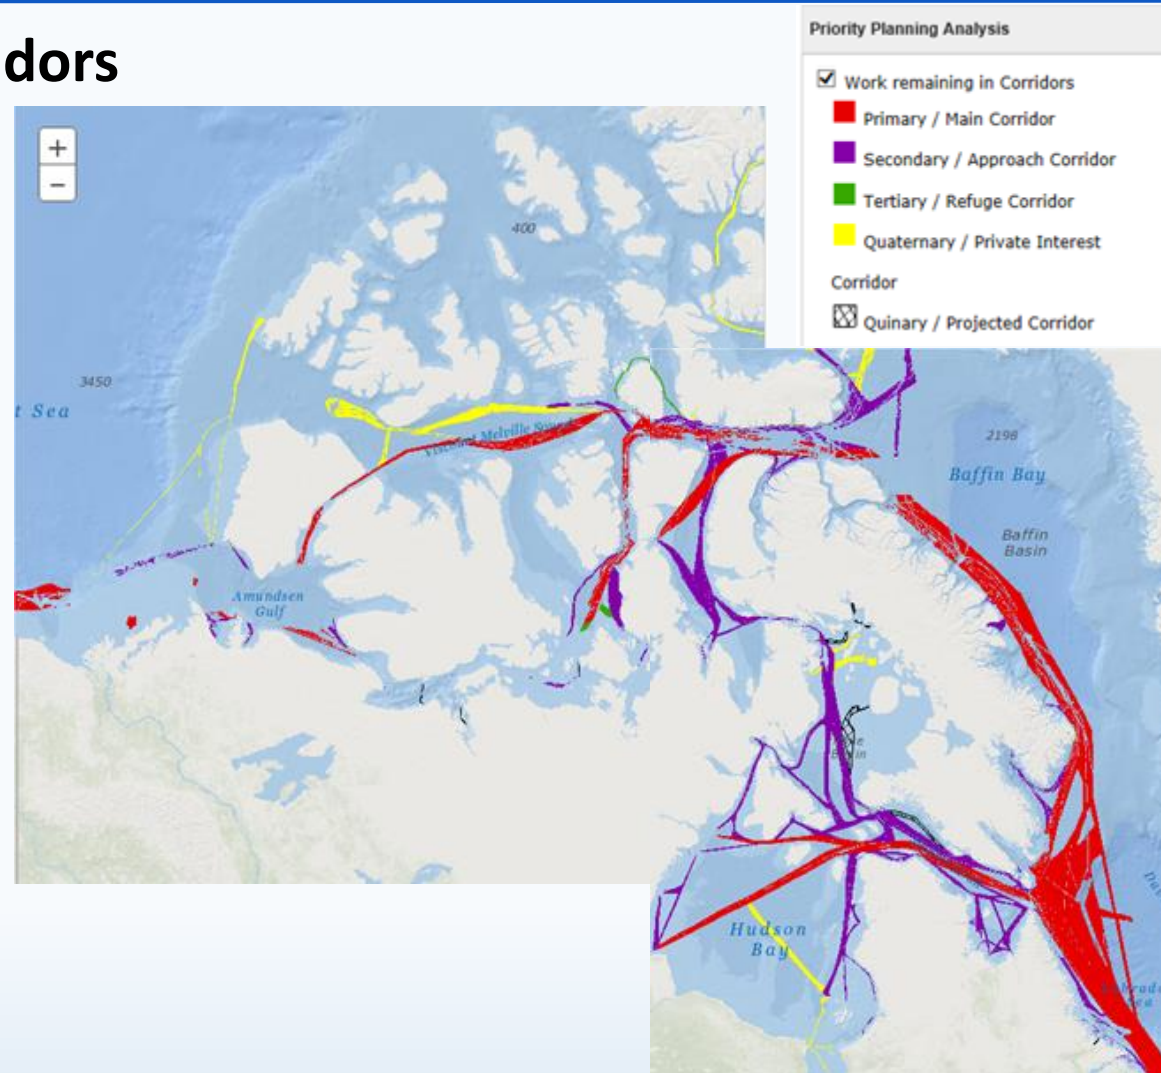 dors
Priority Planning Analysis
Work remaining in Corridors
Primary / Main Corridor
Secondary / Approach Corridor
Tertiary / Refuge Corridor
Quaternary / Private Interest
Corridor
Quinary / Projected Corridor
+
−
400
3450
t Sea
Melville
2198
Baffin Bay
Baffin
Basin
Amundsen
Gulf
Hudson
Bay